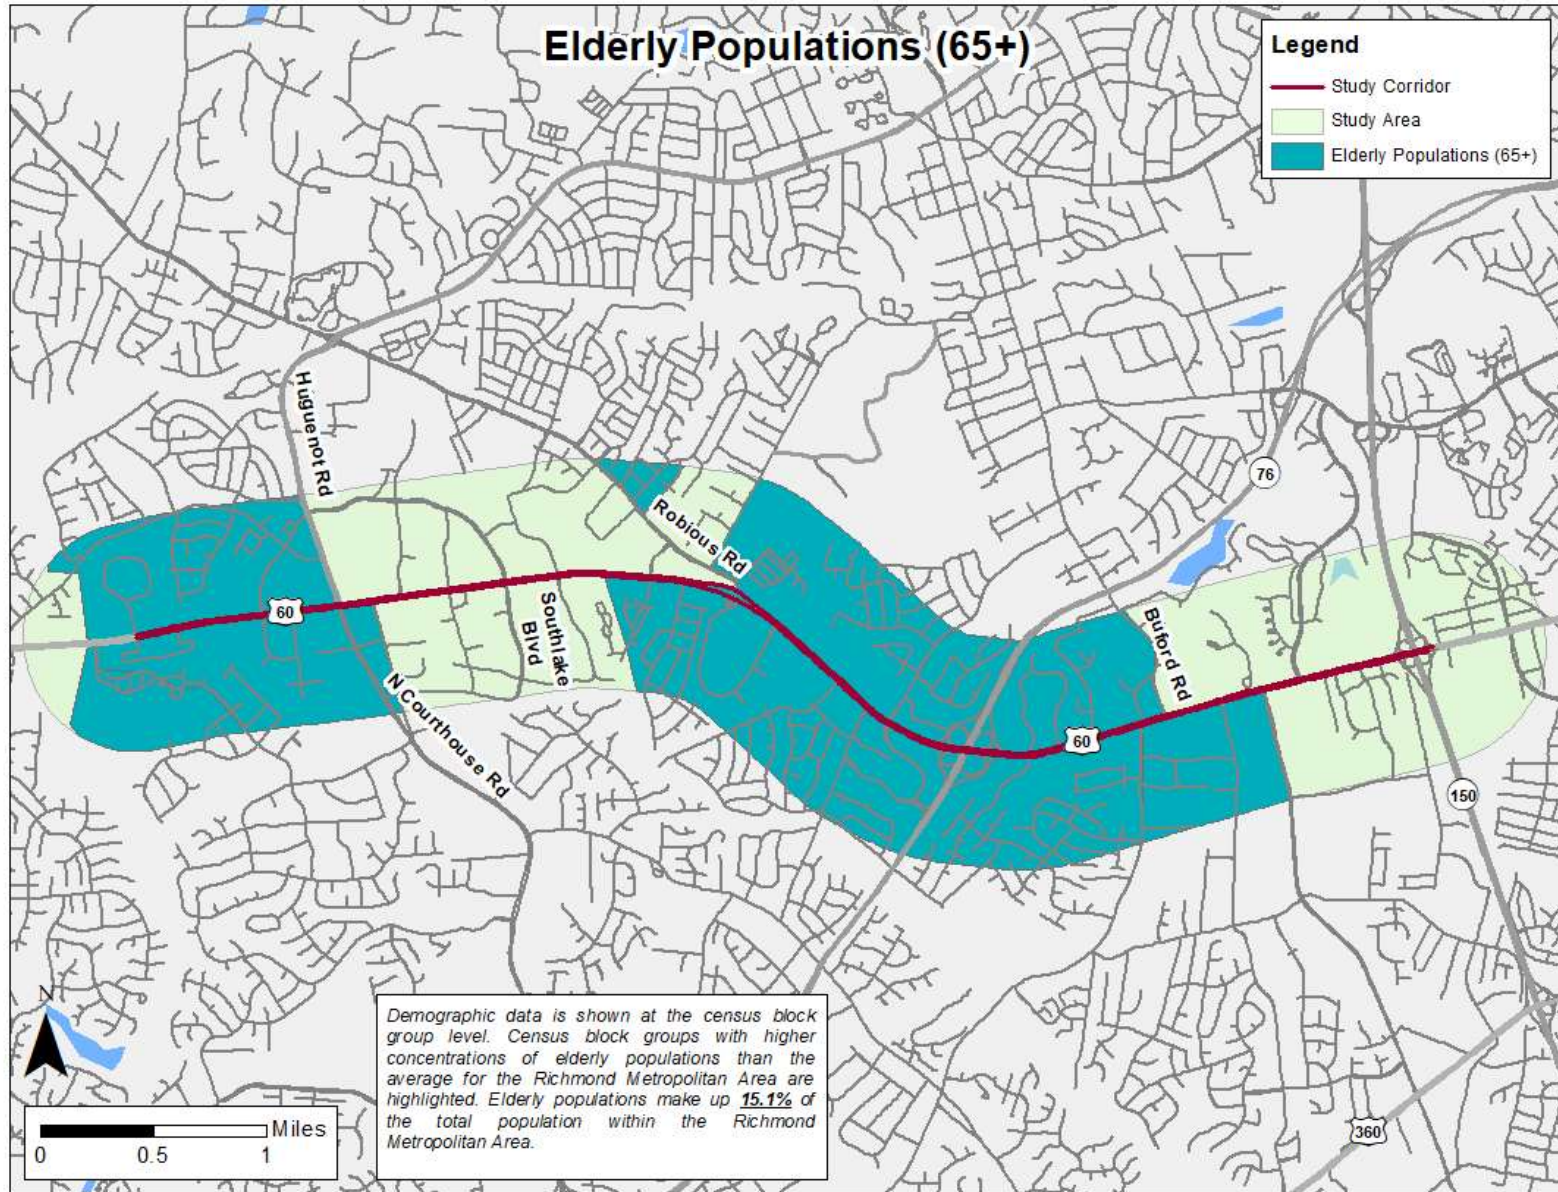 Elderly Populations (65+)
Legend
Study Corridor
Study Area
Elderly Populations (65+)
Huguenot Rd
76
Robious Rd
60
Southlake
Blvd
Buford Rd
N Courthouse Rd
60
150
N
Demographic data is shown at the census block
group level. Census block groups with higher
concentrations of elderly populations than the
average for the Richmond Metropolitan Area are
highlighted. Elderly populations make up 15.1% of
the total population within the Richmond
Metropolitan Area.
Miles
0 0.5 1
360